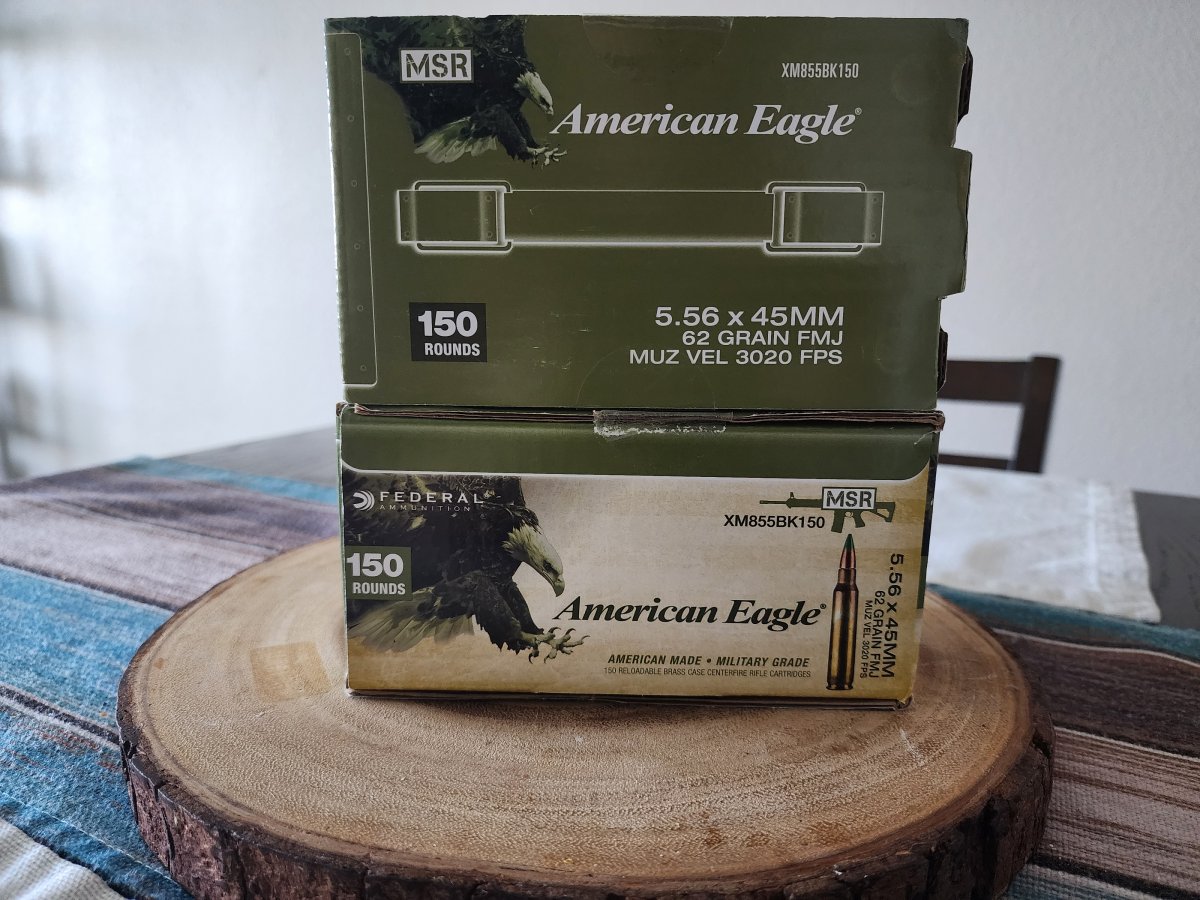 MSR
XM855BK150
American Eagle®
150
ROUNDS
5.56 x 45MM
62 GRAIN FMJ
MUZ VEL 3020 FPS
FEDERAL
AMMUNITION
MSR
XM855BK150
150
ROUNDS
American Eagle®
5.56 x 45MM
62 GRAIN FMJ
MUZ VEL 3020 FPS
AMERICAN MADE • MILITARY GRADE
150 RELOADABLE BRASS CASE CENTERFIRE RIFLE CARTRIDGES